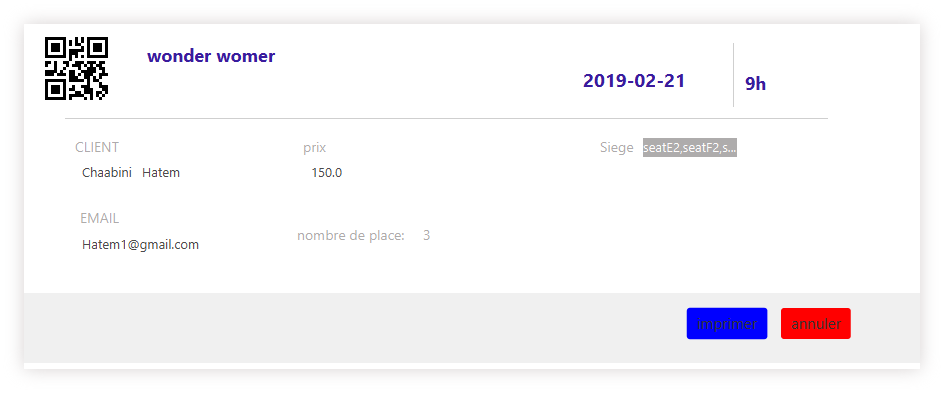 wonder womer
2019-02-21
9h
CLIENT
prix
Siege seatE2,seatF2,s...
Chaabini Hatem
150.0
EMAIL
nombre de place: 3
Hatem1@gmail.com
imprimer
annuler